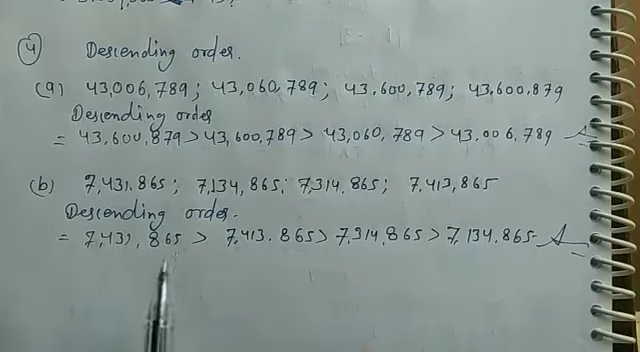 (4) Descending order.
(a) 43,006,789; 43,060,789; 43,600,789; 43,600,879
Descending order
= 43,600,879 > 43,600,789 > 43,060,789 > 43,006,789
(b) 7,431,865; 7,134,865; 7,314,865; 7,413,865
Descending order.
= 7,431,865 > 7,413,865 > 7,314,865 > 7,134,865